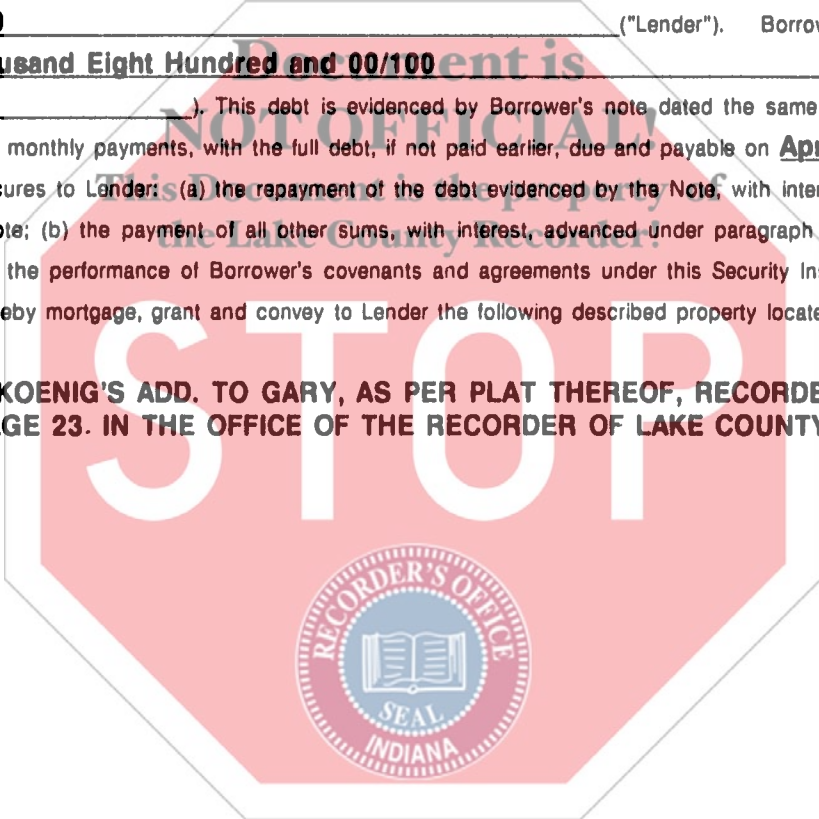 ("Lender"). Borrow
usand Eight Hundred and 00/100
Document is
). This debt is evidenced by Borrower's note dated the same
NOT OFFICIAL!
monthly payments, with the full debt, if not paid earlier, due and payable on Apr
ures to Lender: (a) the repayment of the debt evidenced by the Note, with inter
This Document is the property of
te; (b) the payment of all other sums, with interest, advanced under paragraph
the Lake County Recorder!
the performance of Borrower's covenants and agreements under this Security Ins
eby mortgage, grant and convey to Lender the following described property locate
STOP
KOENIG'S ADD. TO GARY, AS PER PLAT THEREOF, RECORDE
GE 23. IN THE OFFICE OF THE RECORDER OF LAKE COUNTY
RECORDER'S OFFICE
SEAL
INDIANA